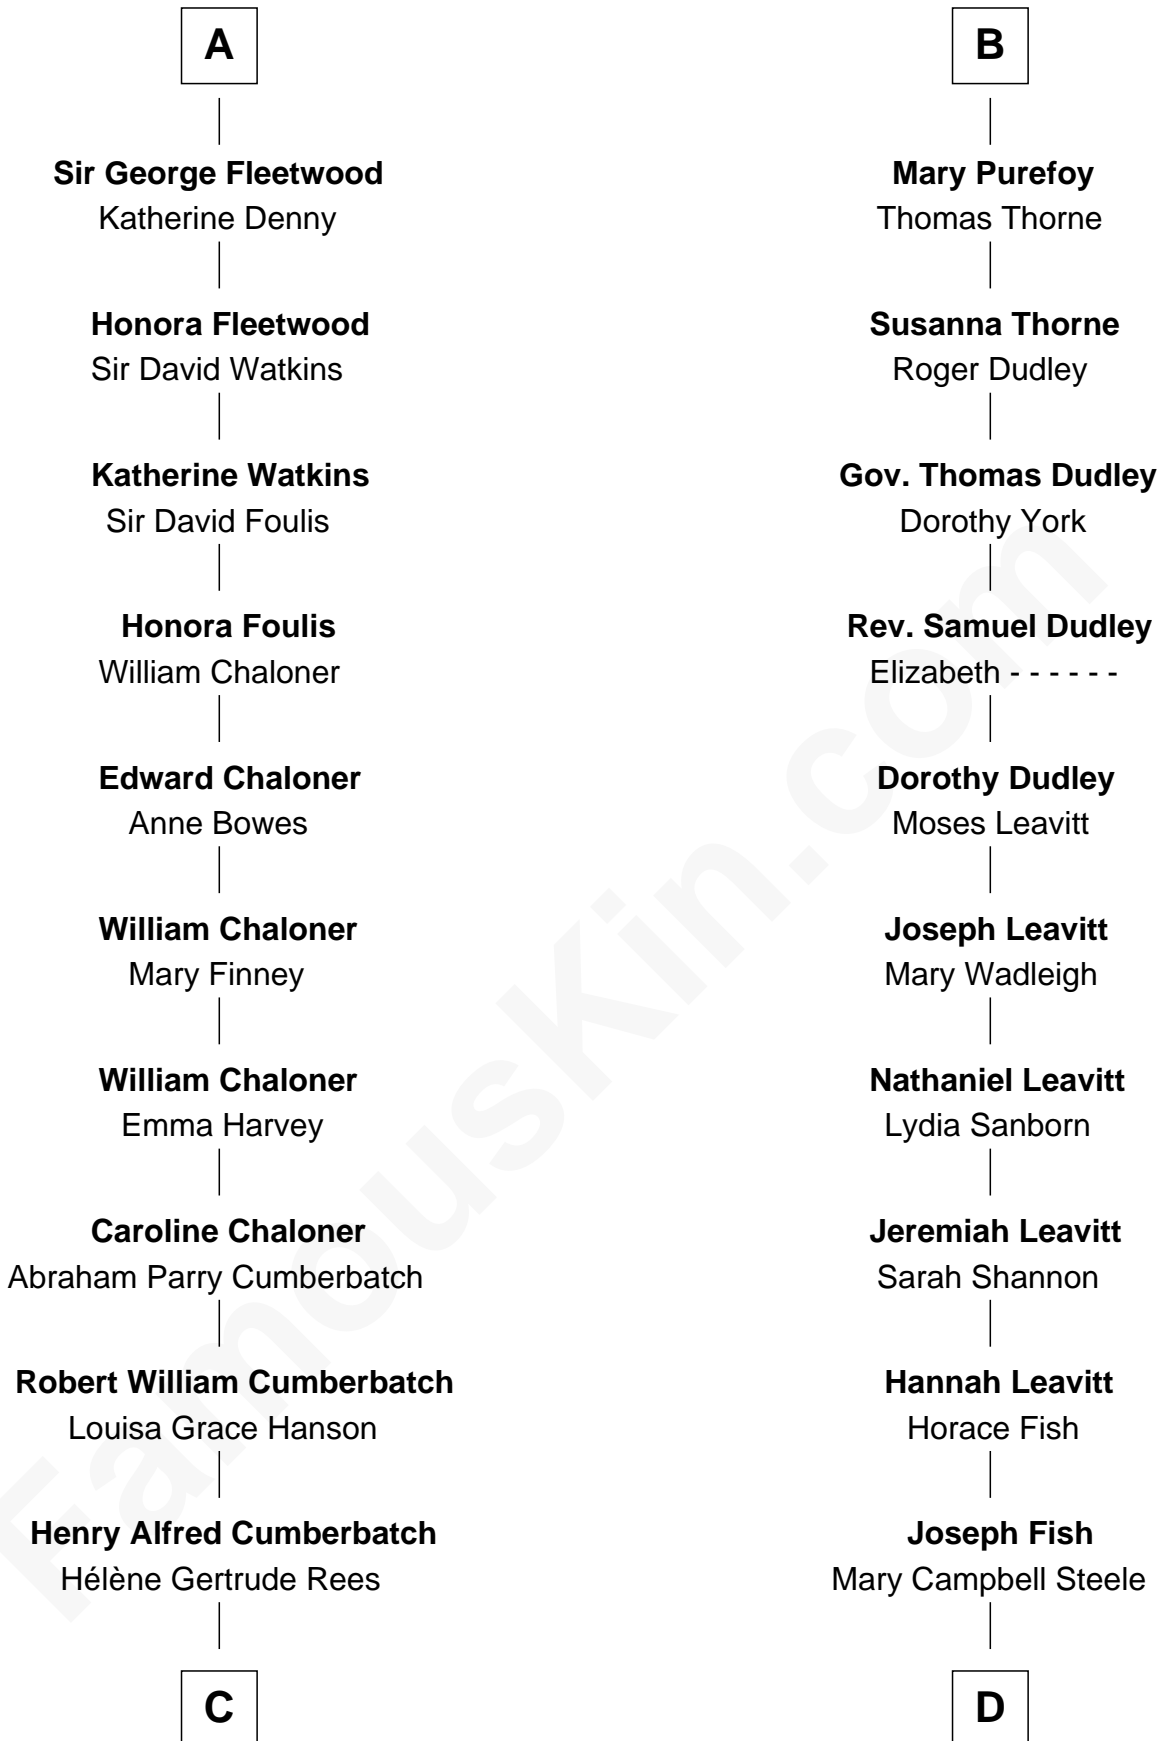 A
Sir George Fleetwood
Katherine Denny
Honora Fleetwood
Sir David Watkins
Katherine Watkins
Sir David Foulis
Honora Foulis
William Chaloner
Edward Chaloner
Anne Bowes
William Chaloner
Mary Finney
William Chaloner
Emma Harvey
Caroline Chaloner
Abraham Parry Cumberbatch
Robert William Cumberbatch
Louisa Grace Hanson
Henry Alfred Cumberbatch
Hélène Gertrude Rees
C
B
Mary Purefoy
Thomas Thorne
Susanna Thorne
Roger Dudley
Gov. Thomas Dudley
Dorothy York
Rev. Samuel Dudley
Elizabeth - - - - - -
Dorothy Dudley
Moses Leavitt
Joseph Leavitt
Mary Wadleigh
Nathaniel Leavitt
Lydia Sanborn
Jeremiah Leavitt
Sarah Shannon
Hannah Leavitt
Horace Fish
Joseph Fish
Mary Campbell Steele
D
FamousKin.com